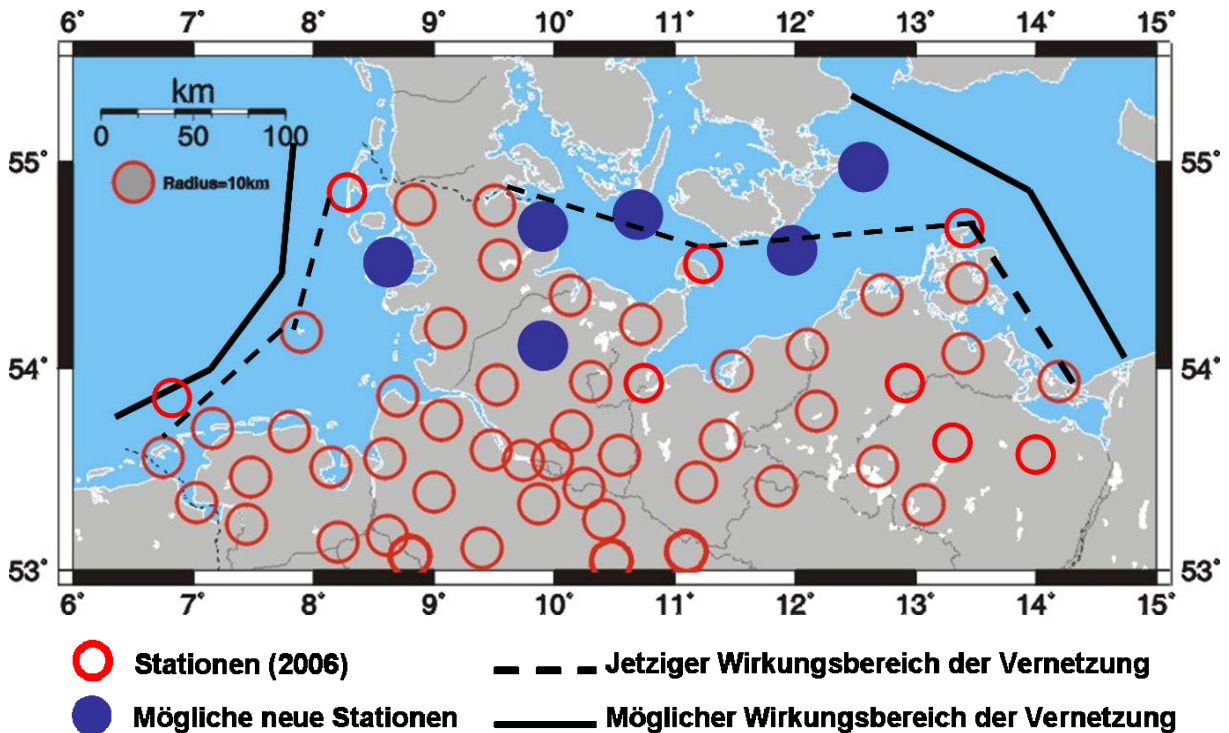 6° 7° 8° 9° 10° 11° 12° 13° 14° 15°
km
0 50 100
55° 55°
Radius=10km
54° 54°
53° 53°
6° 7° 8° 9° 10° 11° 12° 13° 14° 15°
Stationen (2006) Jetziger Wirkungsbereich der Vernetzung
Mögliche neue Stationen Möglicher Wirkungsbereich der Vernetzung